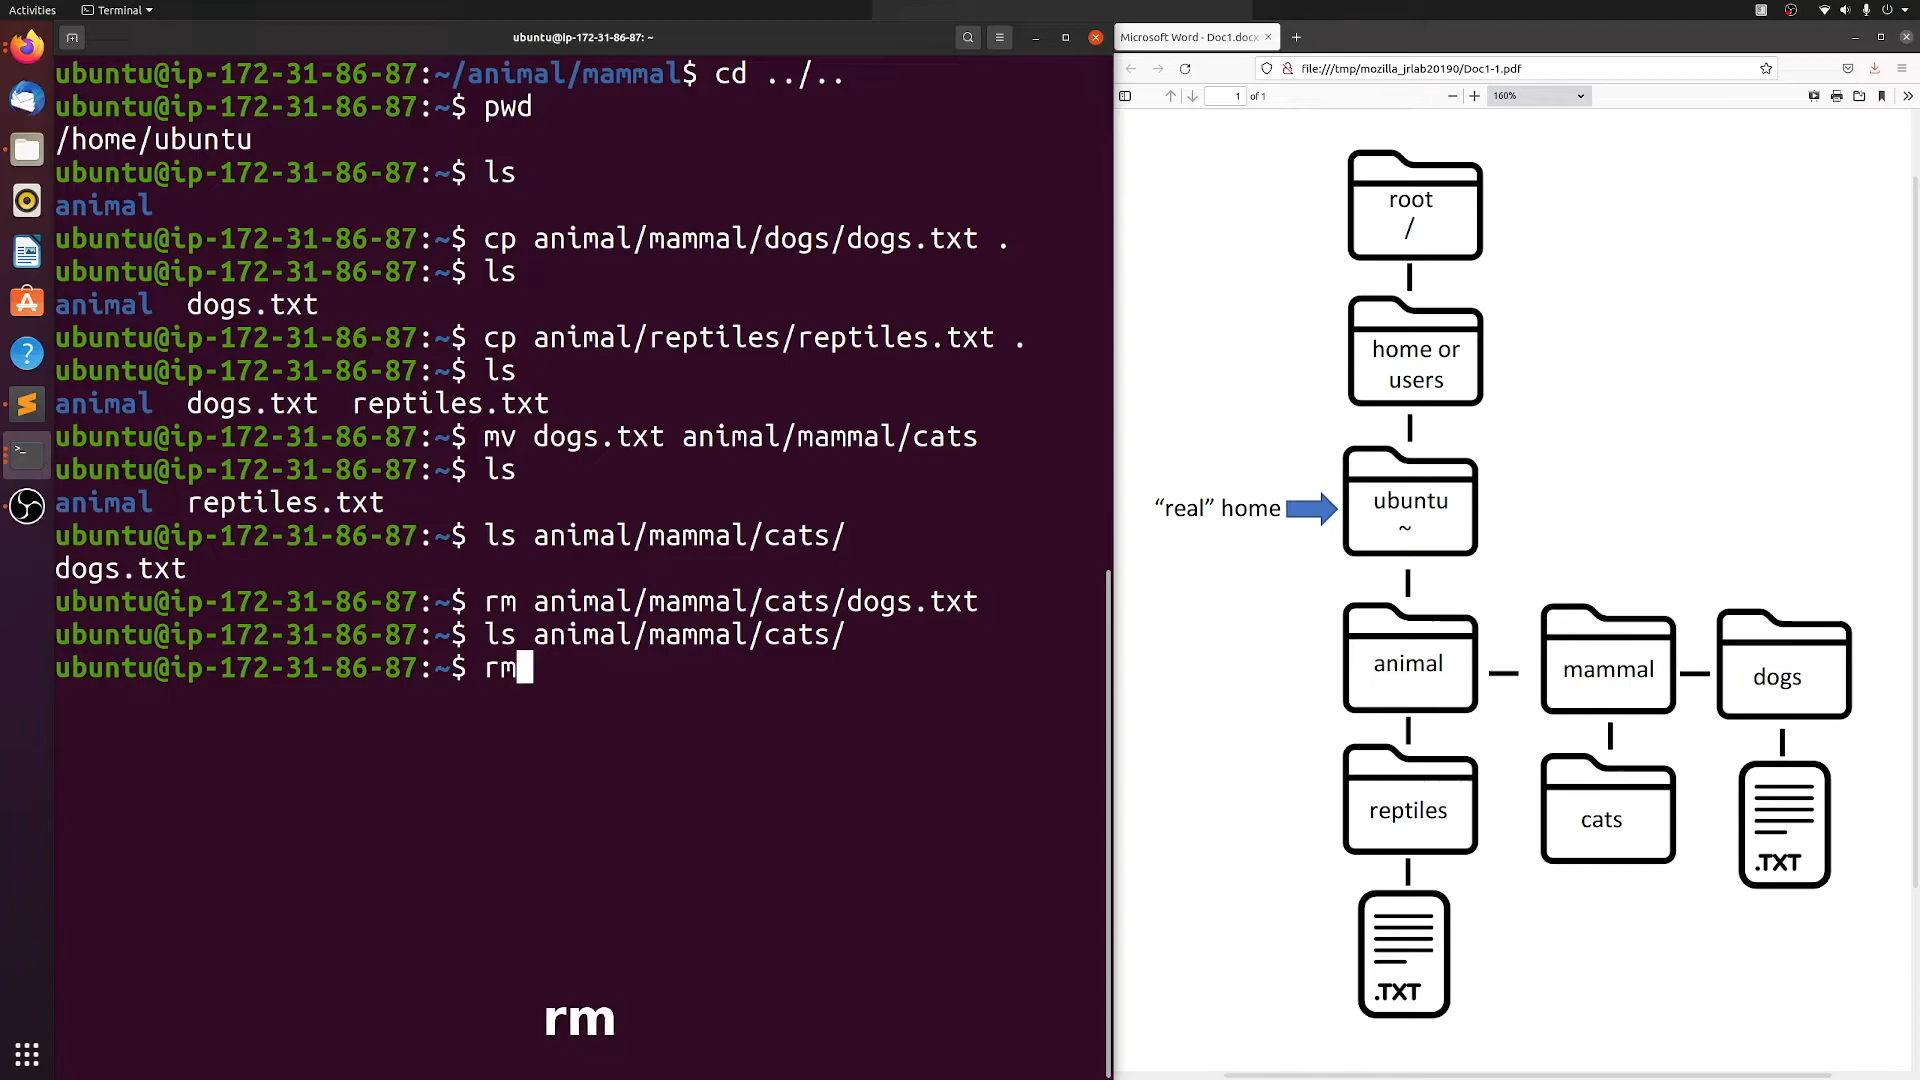 Activities
Terminal
ubuntu@ip-172-31-86-87: ~
ubuntu@ip-172-31-86-87:~/animal/mammal$ cd ../..
ubuntu@ip-172-31-86-87:~$ pwd
/home/ubuntu
ubuntu@ip-172-31-86-87:~$ ls
animal
ubuntu@ip-172-31-86-87:~$ cp animal/mammal/dogs/dogs.txt .
ubuntu@ip-172-31-86-87:~$ ls
animal  dogs.txt
ubuntu@ip-172-31-86-87:~$ cp animal/reptiles/reptiles.txt .
ubuntu@ip-172-31-86-87:~$ ls
animal  dogs.txt  reptiles.txt
ubuntu@ip-172-31-86-87:~$ mv dogs.txt animal/mammal/cats
ubuntu@ip-172-31-86-87:~$ ls
animal  reptiles.txt
ubuntu@ip-172-31-86-87:~$ ls animal/mammal/cats/
dogs.txt
ubuntu@ip-172-31-86-87:~$ rm animal/mammal/cats/dogs.txt
ubuntu@ip-172-31-86-87:~$ ls animal/mammal/cats/
ubuntu@ip-172-31-86-87:~$ rm
rm
Microsoft Word - Doc1.docx
file:///tmp/mozilla_jrlab20190/Doc1-1.pdf
1 of 1
160%
root
/
home or
users
"real" home
ubuntu
~
animal
mammal
dogs
reptiles
cats
.TXT
.TXT